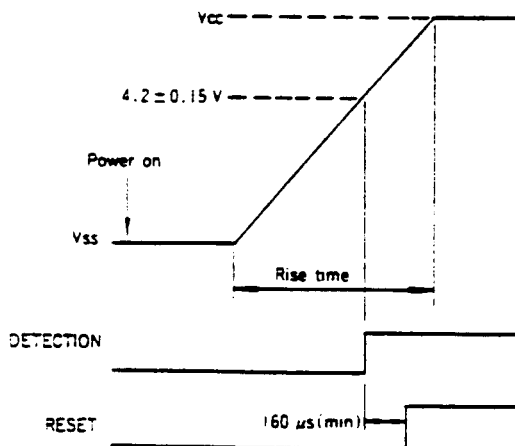 Vcc
4.2±0.15 V
Power on
Vss
Rise time
DETECTION
160 μs(min)
RESET